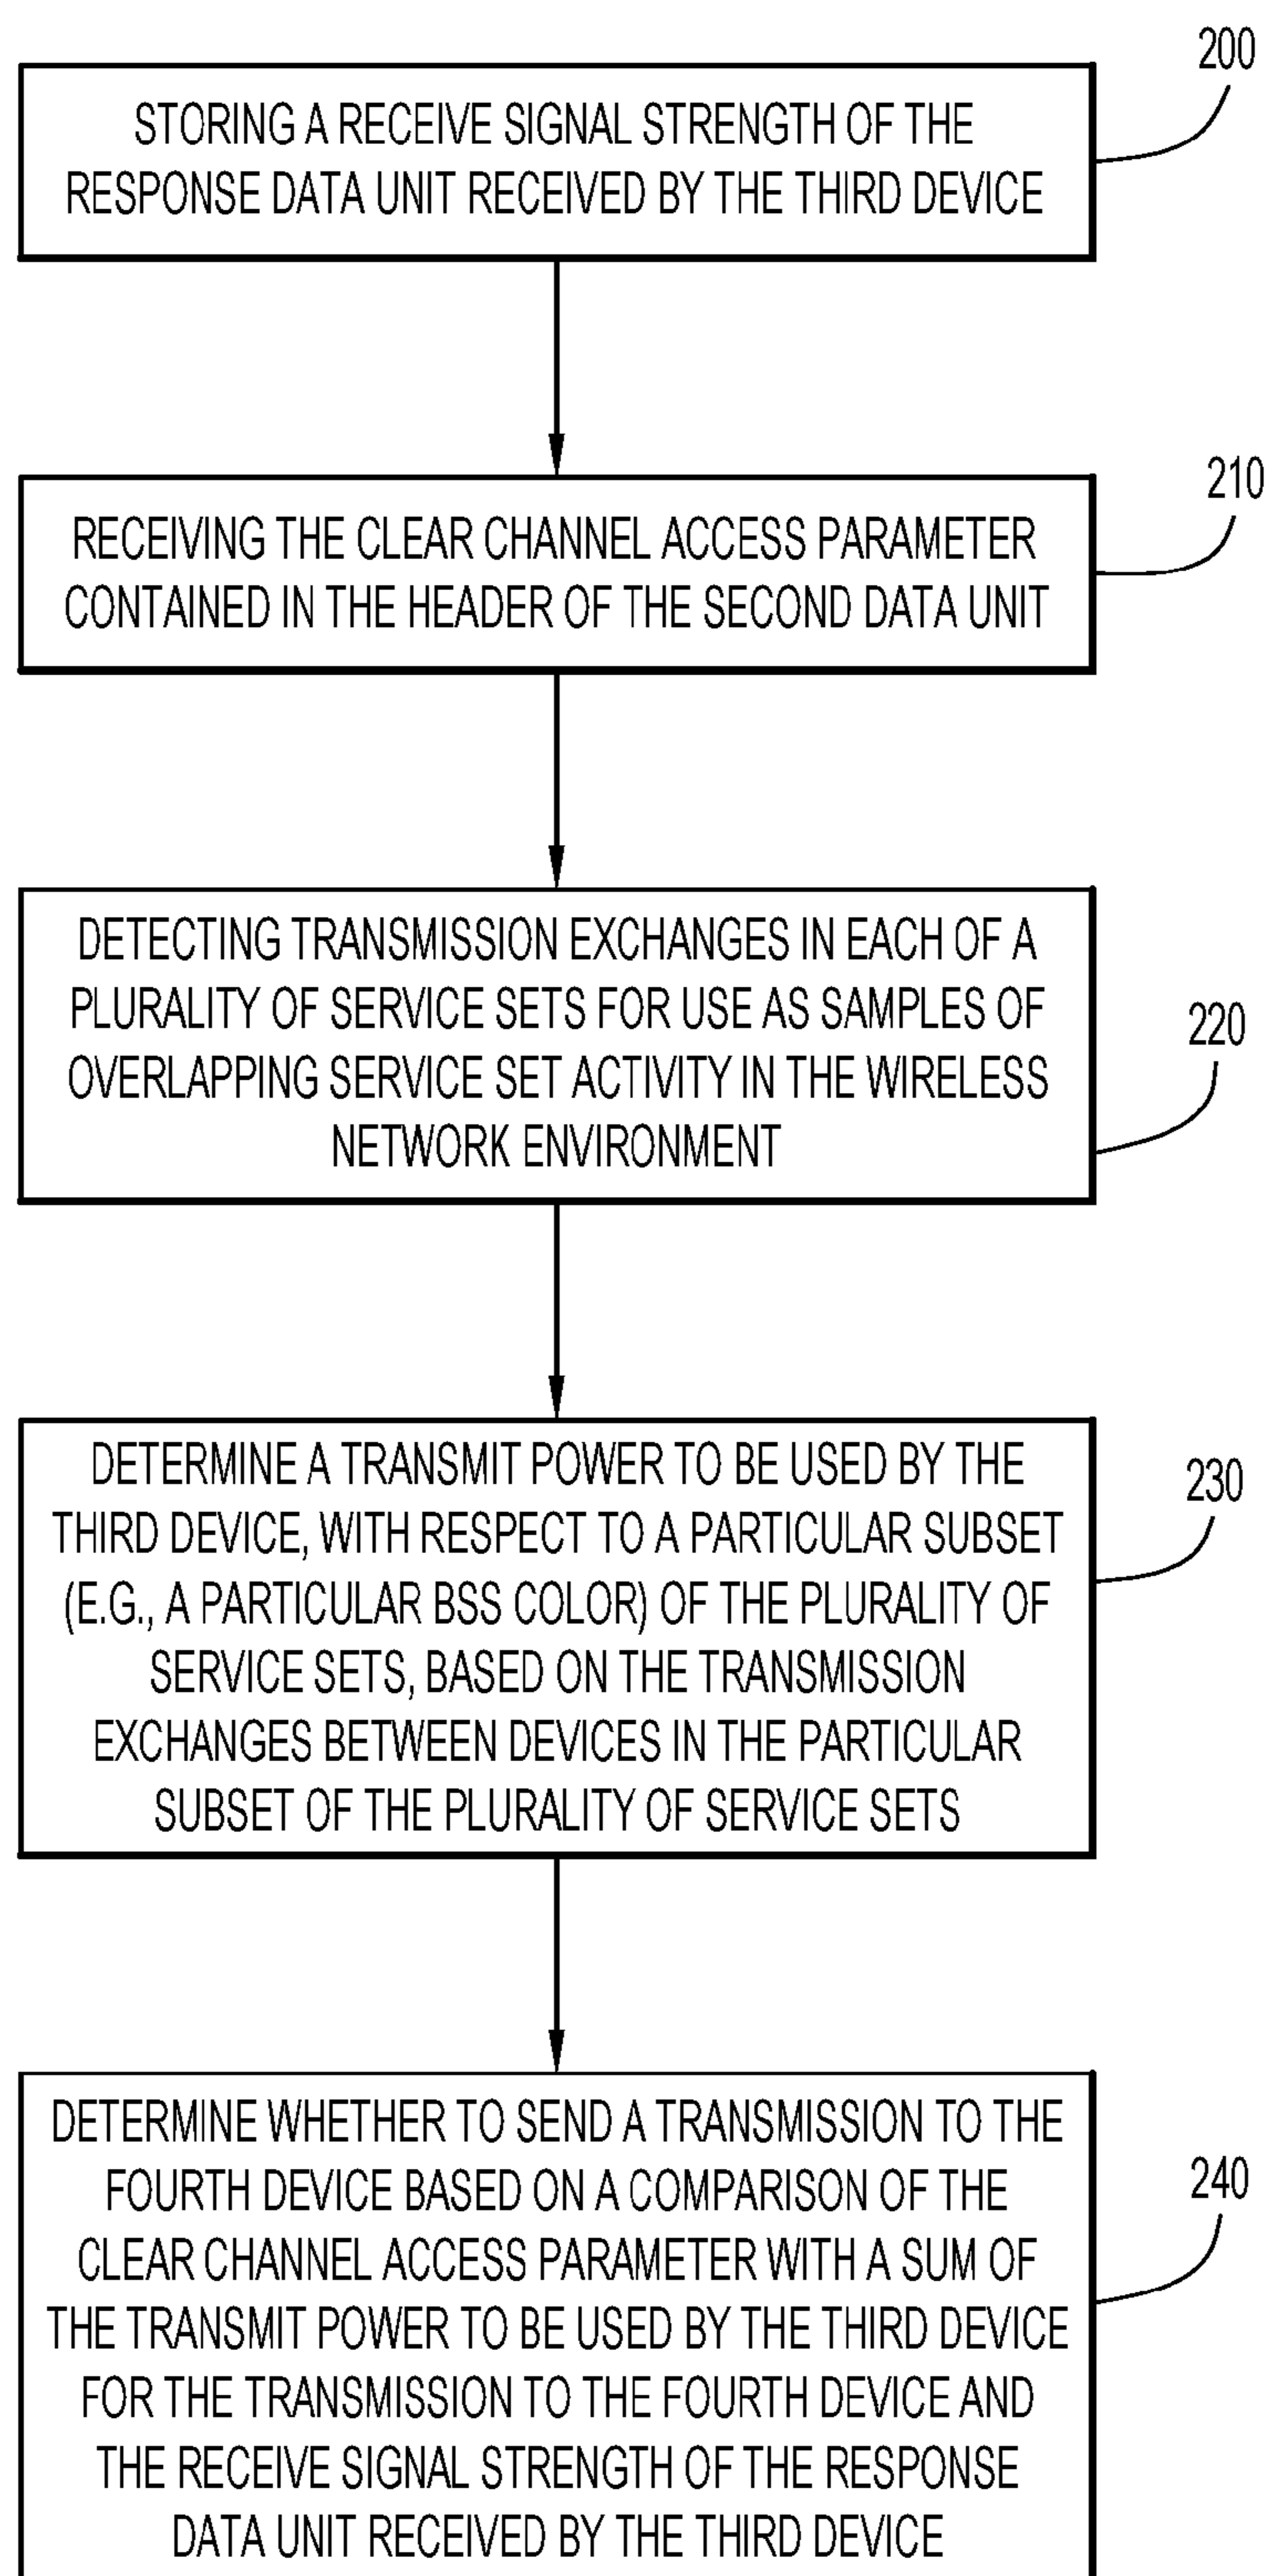 200
STORING A RECEIVE SIGNAL STRENGTH OF THE
RESPONSE DATA UNIT RECEIVED BY THE THIRD DEVICE
210
RECEIVING THE CLEAR CHANNEL ACCESS PARAMETER
CONTAINED IN THE HEADER OF THE SECOND DATA UNIT
DETECTING TRANSMISSION EXCHANGES IN EACH OF A
PLURALITY OF SERVICE SETS FOR USE AS SAMPLES OF
OVERLAPPING SERVICE SET ACTIVITY IN THE WIRELESS
NETWORK ENVIRONMENT
220
DETERMINE A TRANSMIT POWER TO BE USED BY THE
THIRD DEVICE, WITH RESPECT TO A PARTICULAR SUBSET
(E.G., A PARTICULAR BSS COLOR) OF THE PLURALITY OF
SERVICE SETS, BASED ON THE TRANSMISSION
EXCHANGES BETWEEN DEVICES IN THE PARTICULAR
SUBSET OF THE PLURALITY OF SERVICE SETS
230
DETERMINE WHETHER TO SEND A TRANSMISSION TO THE
FOURTH DEVICE BASED ON A COMPARISON OF THE
CLEAR CHANNEL ACCESS PARAMETER WITH A SUM OF
THE TRANSMIT POWER TO BE USED BY THE THIRD DEVICE
FOR THE TRANSMISSION TO THE FOURTH DEVICE AND
THE RECEIVE SIGNAL STRENGTH OF THE RESPONSE
DATA UNIT RECEIVED BY THE THIRD DEVICE
240